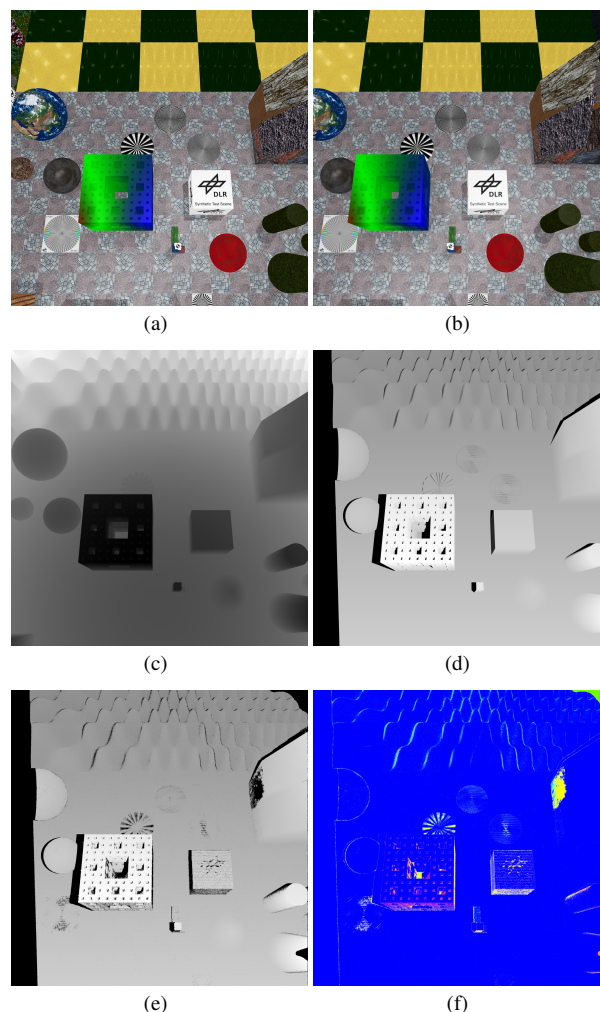 DLR
Synthetic Test Scene
DLR
Synthetic Test Scene
(a)
(b)
(c)
(d)
(e)
(f)